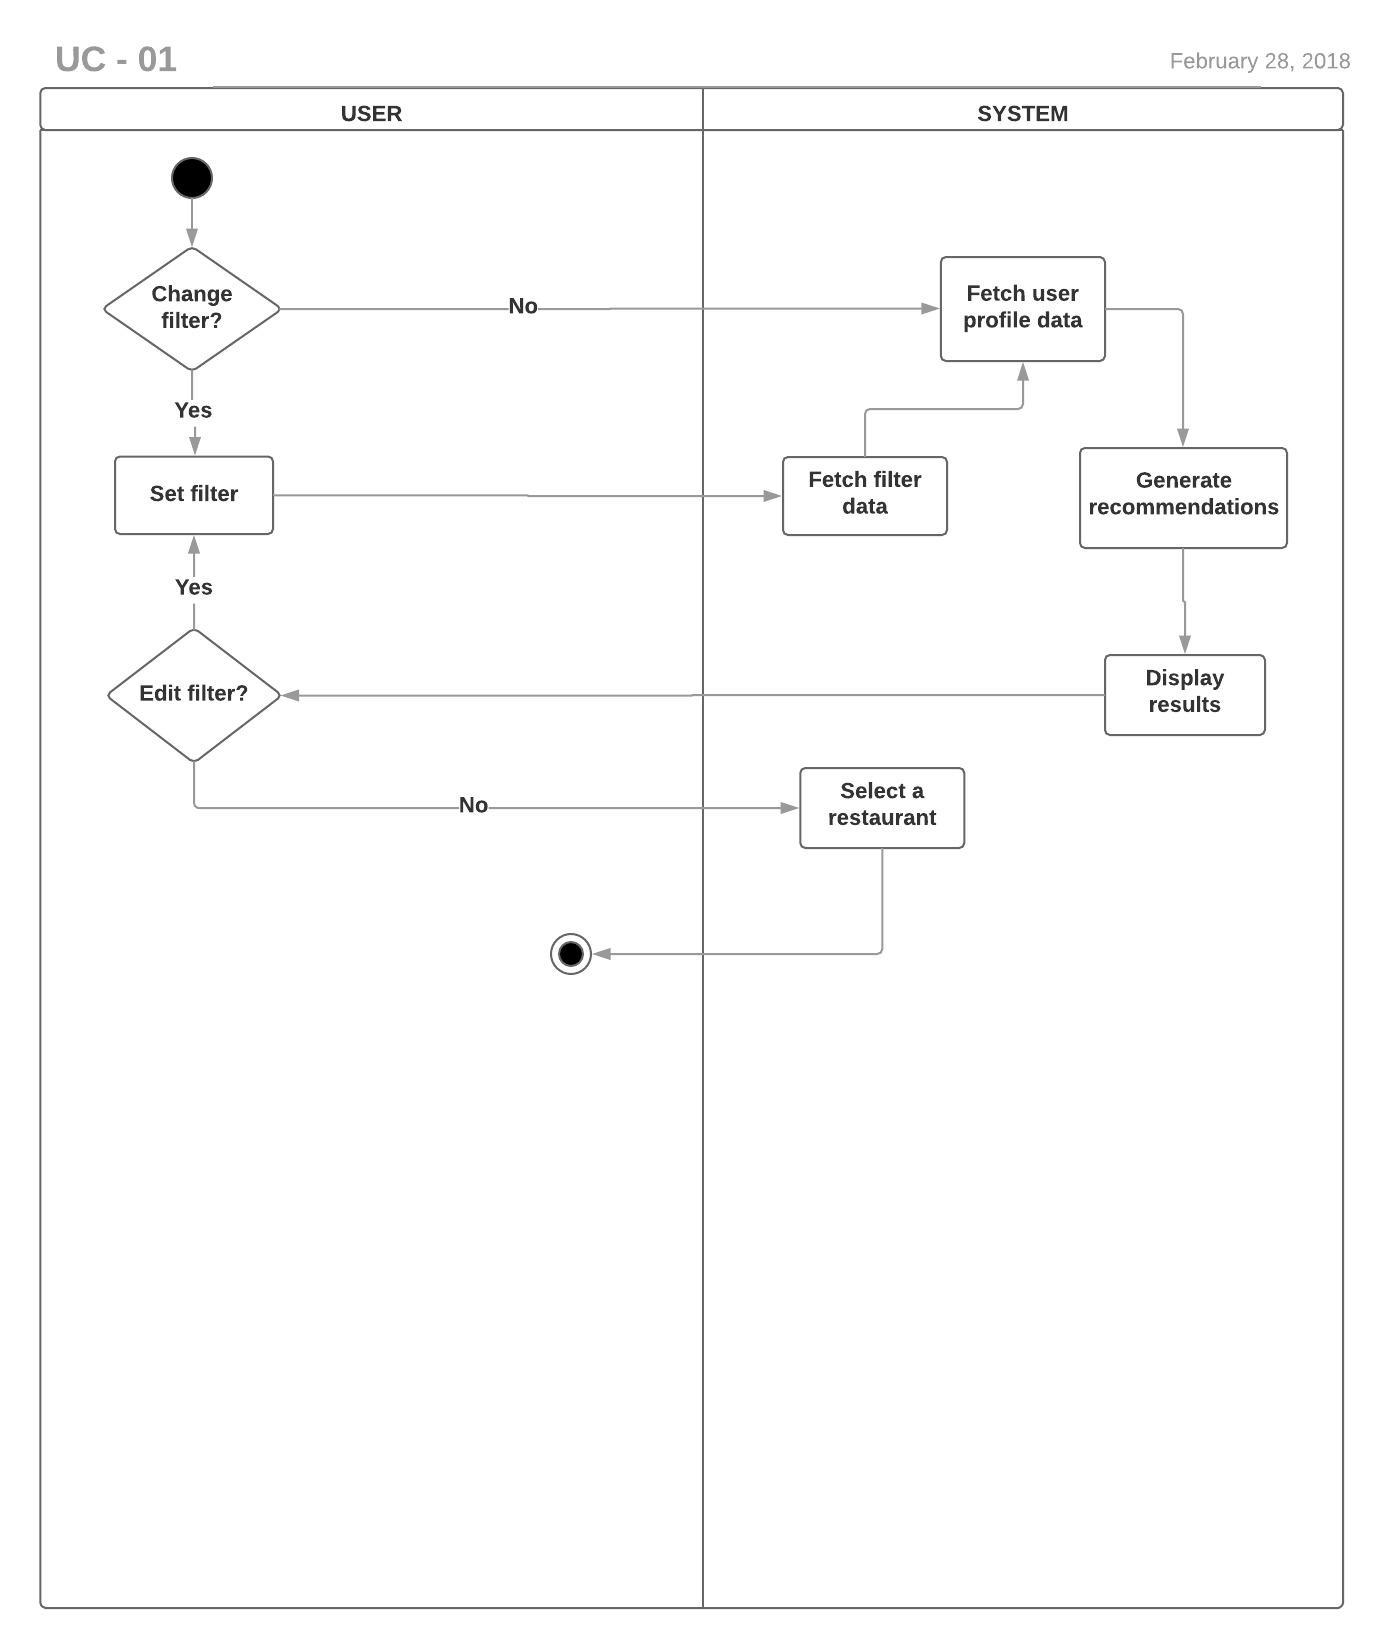 UC - 01
February 28, 2018
USER
SYSTEM
Change
filter?
No
Fetch user
profile data
Yes
Set filter
Fetch filter
data
Generate
recommendations
Yes
Edit filter?
Display
results
No
Select a
restaurant